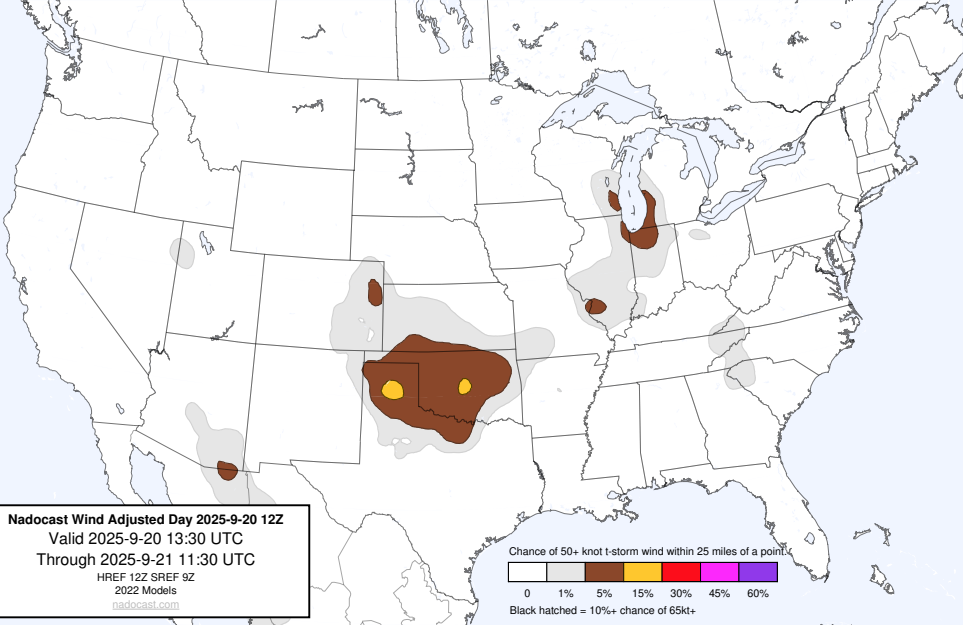 Nadocast Wind Adjusted Day 2025-9-20 12Z
Valid 2025-9-20 13:30 UTC
Through 2025-9-21 11:30 UTC
HREF 12Z SREF 9Z
2022 Models
nadocast.com
Chance of 50+ knot t-storm wind within 25 miles of a point.
0 1% 5% 15% 30% 45% 60%
Black hatched = 10%+ chance of 65kt+